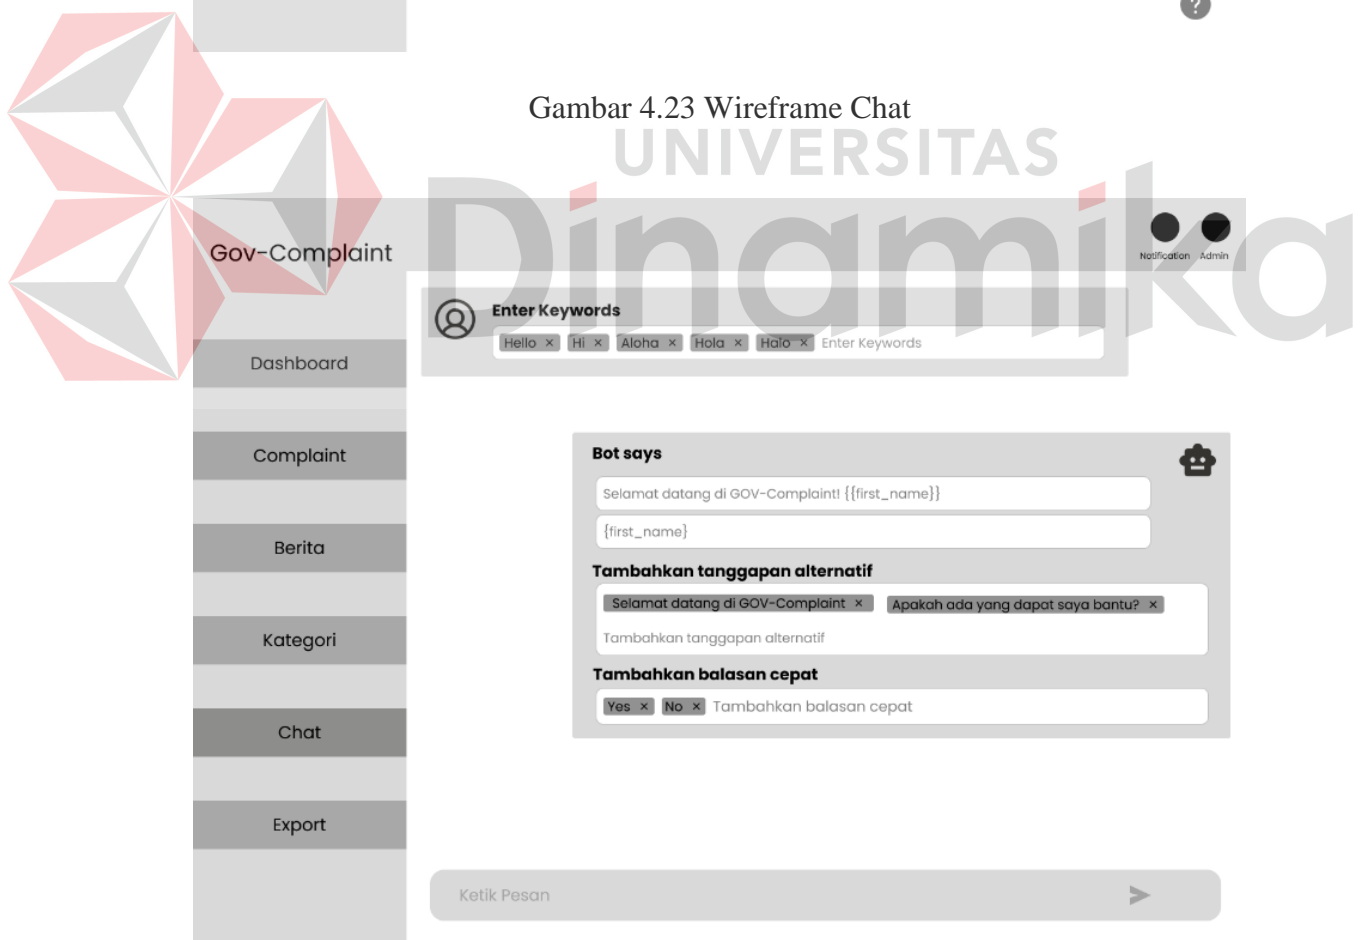 ?
Gambar 4.23 Wireframe Chat
UNIVERSITAS
Dinamika
Gov-Complaint
Notification Admin
Enter Keywords
Hello × Hi × Aloha × Hola × Halo × Enter Keywords
Dashboard
Complaint
Berita
Kategori
Chat
Export
Bot says
Selamat datang di GOV-Complaint! {{first_name}}
{first_name}
Tambahkan tanggapan alternatif
Selamat datang di GOV-Complaint × Apakah ada yang dapat saya bantu? ×
Tambahkan tanggapan alternatif
Tambahkan balasan cepat
Yes × No × Tambahkan balasan cepat
Ketik Pesan